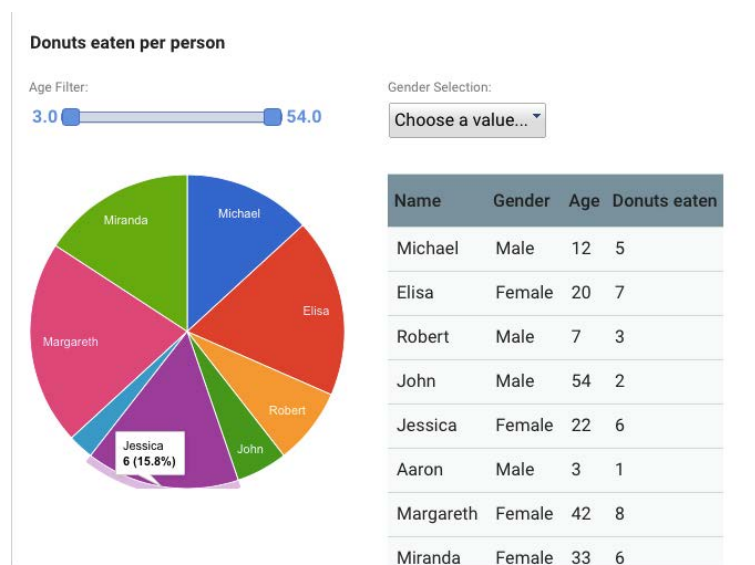 Donuts eaten per person
Age Filter:
3.0 54.0
Gender Selection:
Choose a value...
Miranda
Michael
Elisa
Margareth
Robert
John
Jessica
6 (15.8%)
Name Gender Age Donuts eaten
Michael Male 12 5
Elisa Female 20 7
Robert Male 7 3
John Male 54 2
Jessica Female 22 6
Aaron Male 3 1
Margareth Female 42 8
Miranda Female 33 6